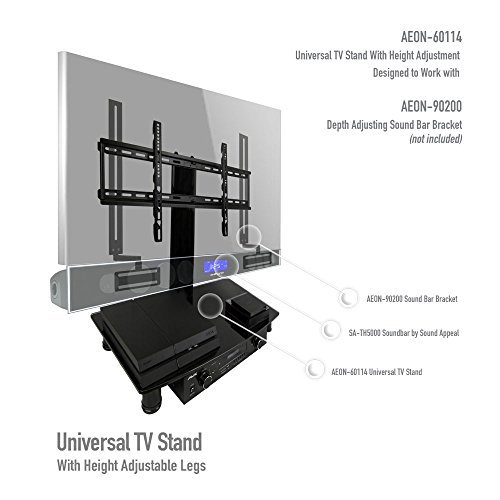 AEON-60114
Universal TV Stand With Height Adjustment
Designed to Work with
AEON-90200
Depth Adjusting Sound Bar Bracket
(not included)
AEON-90200 Sound Bar Bracket
SA-TH5000 Soundbar by Sound Appeal
AEON-60114 Universal TV Stand
Universal TV Stand
With Height Adjustable Legs